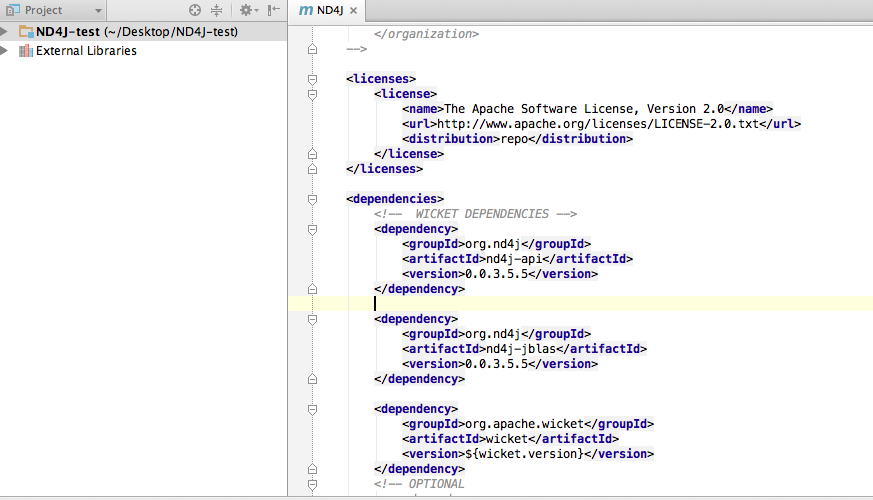 Project
ND4J-test (~/Desktop/ND4J-test)
External Libraries
m ND4J
</organization>
-->
<licenses>
<license>
<name>The Apache Software License, Version 2.0</name>
<url>http://www.apache.org/licenses/LICENSE-2.0.txt</url>
<distribution>repo</distribution>
</license>
</licenses>
<dependencies>
<!--  WICKET DEPENDENCIES -->
<dependency>
<groupId>org.nd4j</groupId>
<artifactId>nd4j-api</artifactId>
<version>0.0.3.5.5</version>
</dependency>
<dependency>
<groupId>org.nd4j</groupId>
<artifactId>nd4j-jblas</artifactId>
<version>0.0.3.5.5</version>
</dependency>
<dependency>
<groupId>org.apache.wicket</groupId>
<artifactId>wicket</artifactId>
<version>${wicket.version}</version>
</dependency>
<!-- OPTIONAL